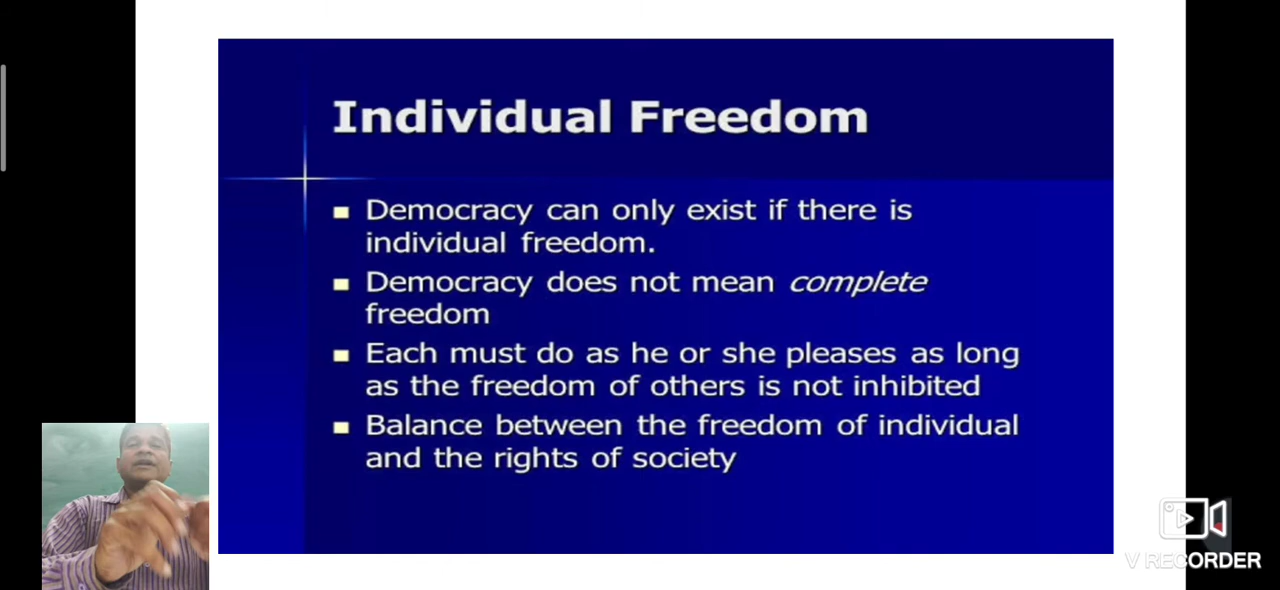 Individual Freedom
Democracy can only exist if there is
individual freedom.
Democracy does not mean complete
freedom
Each must do as he or she pleases as long
as the freedom of others is not inhibited
Balance between the freedom of individual
and the rights of society
V RECORDER